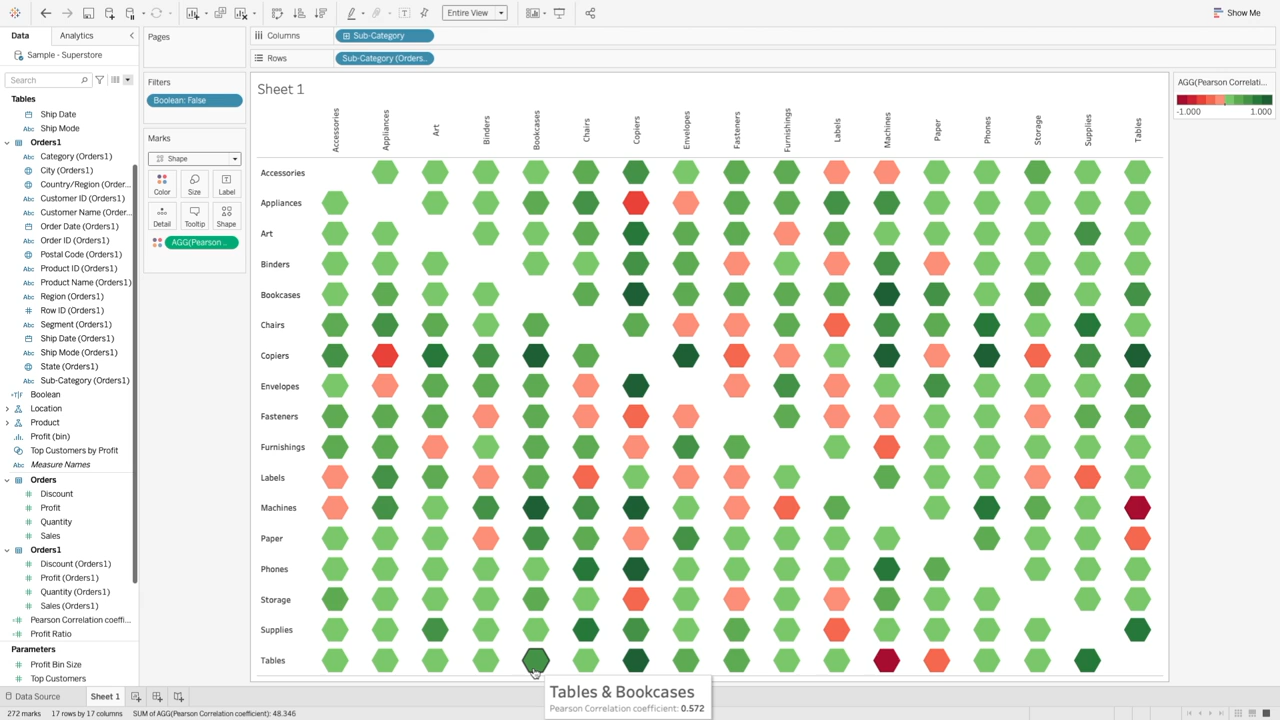 Entire View
Show Me
Data
Analytics
Pages
Columns
Sub-Category
Sample - Superstore
Rows
Sub-Category (Orders..
Search
Filters
Boolean: False
Sheet 1
AGG(Pearson Correlati...
-1.000
1.000
Tables
Ship Date
Ship Mode
Orders1
Category (Orders1)
City (Orders1)
Country/Region (Order...
Customer ID (Orders1)
Customer Name (Order...
Order Date (Orders1)
Order ID (Orders1)
Postal Code (Orders1)
Product ID (Orders1)
Product Name (Orders1)
Region (Orders1)
Row ID (Orders1)
Segment (Orders1)
Ship Date (Orders1)
Ship Mode (Orders1)
State (Orders1)
Sub-Category (Orders1)
Boolean
Location
Product
Profit (bin)
Top Customers by Profit
Measure Names
Orders
Discount
Profit
Quantity
Sales
Orders1
Discount (Orders1)
Profit (Orders1)
Quantity (Orders1)
Sales (Orders1)
Pearson Correlation coeffi...
Profit Ratio
Parameters
Profit Bin Size
Top Customers
Marks
Shape
Color
Size
Label
Detail
Tooltip
Shape
AGG(Pearson ..
Accessories
Appliances
Art
Binders
Bookcases
Chairs
Copiers
Envelopes
Fasteners
Furnishings
Labels
Machines
Paper
Phones
Storage
Supplies
Tables
Accessories
Appliances
Art
Binders
Bookcases
Chairs
Copiers
Envelopes
Fasteners
Furnishings
Labels
Machines
Paper
Phones
Storage
Supplies
Tables
Tables & Bookcases
Pearson Correlation coefficient: 0.572
Data Source
Sheet 1
272 marks
17 rows by 17 columns
SUM of AGG(Pearson Correlation coefficient): 48.346